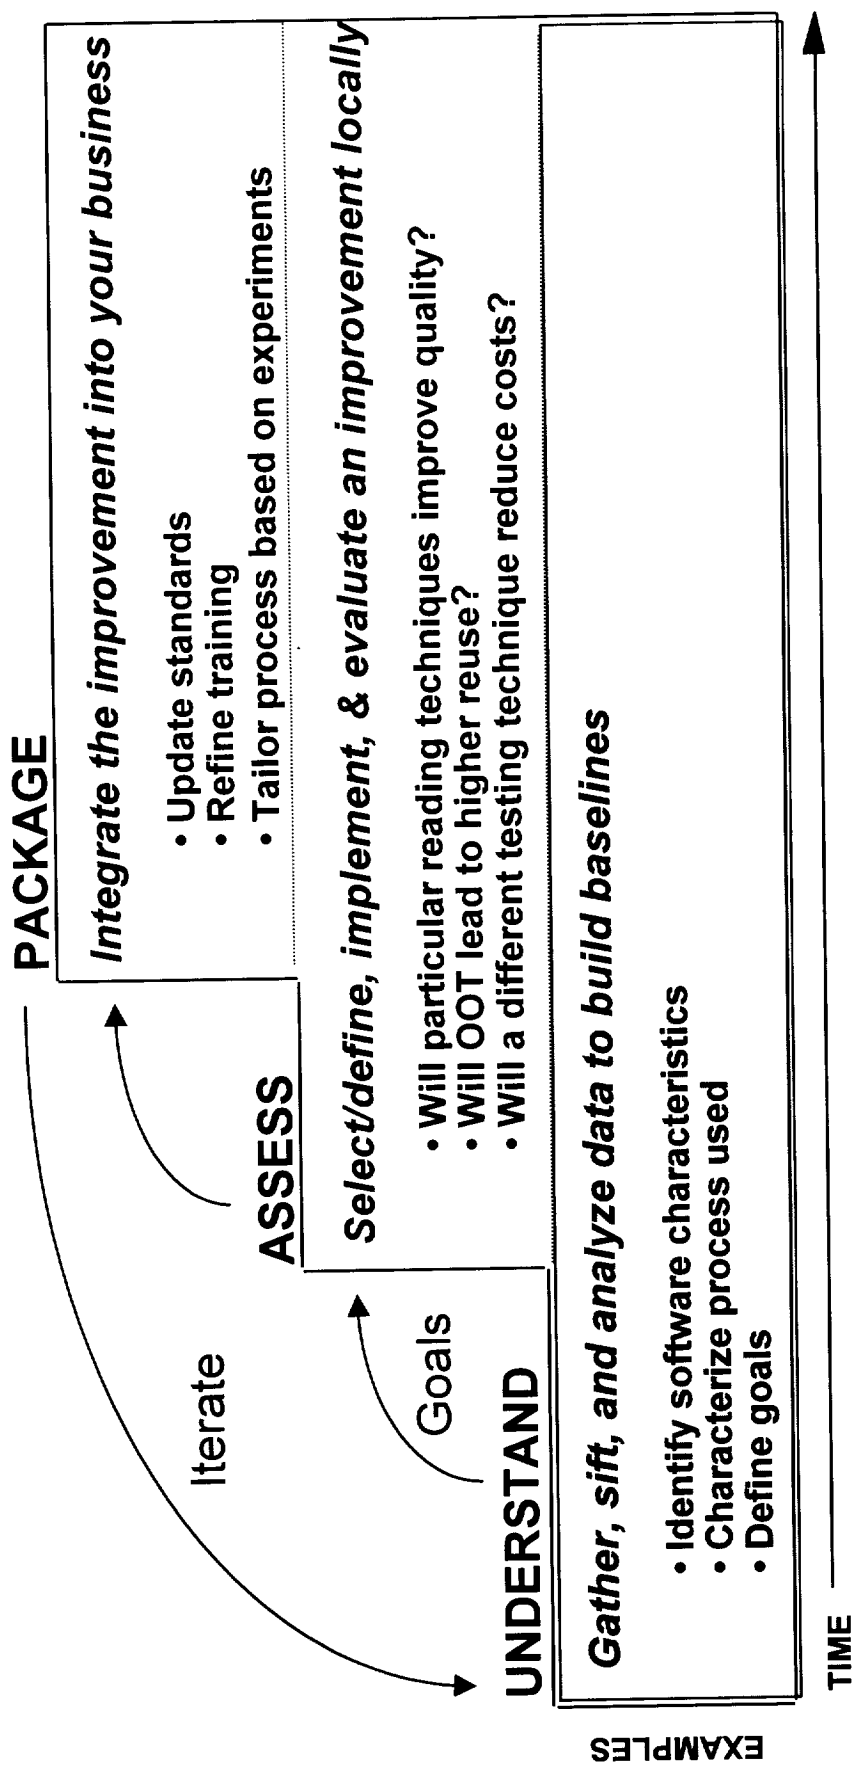 PACKAGE
Integrate the improvement into your business
• Update standards
• Refine training
• Tailor process based on experiments
Iterate
ASSESS
Select/define, implement, & evaluate an improvement locally
• Will particular reading techniques improve quality?
• Will OOT lead to higher reuse?
• Will a different testing technique reduce costs?
Goals
UNDERSTAND
Gather, sift, and analyze data to build baselines
• Identify software characteristics
• Characterize process used
• Define goals
EXAMPLES
TIME